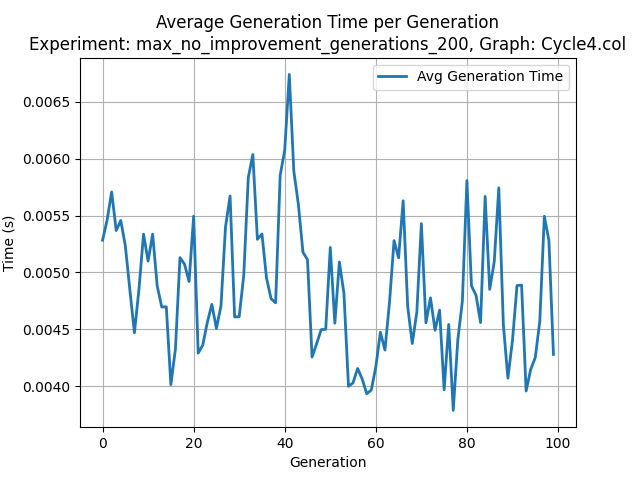 Average Generation Time per Generation
Experiment: max_no_improvement_generations_200, Graph: Cycle4.col
Avg Generation Time
0.0065
0.0060
0.0055
0.0050
0.0045
0.0040
Time (s)
0 20 40 60 80 100
Generation